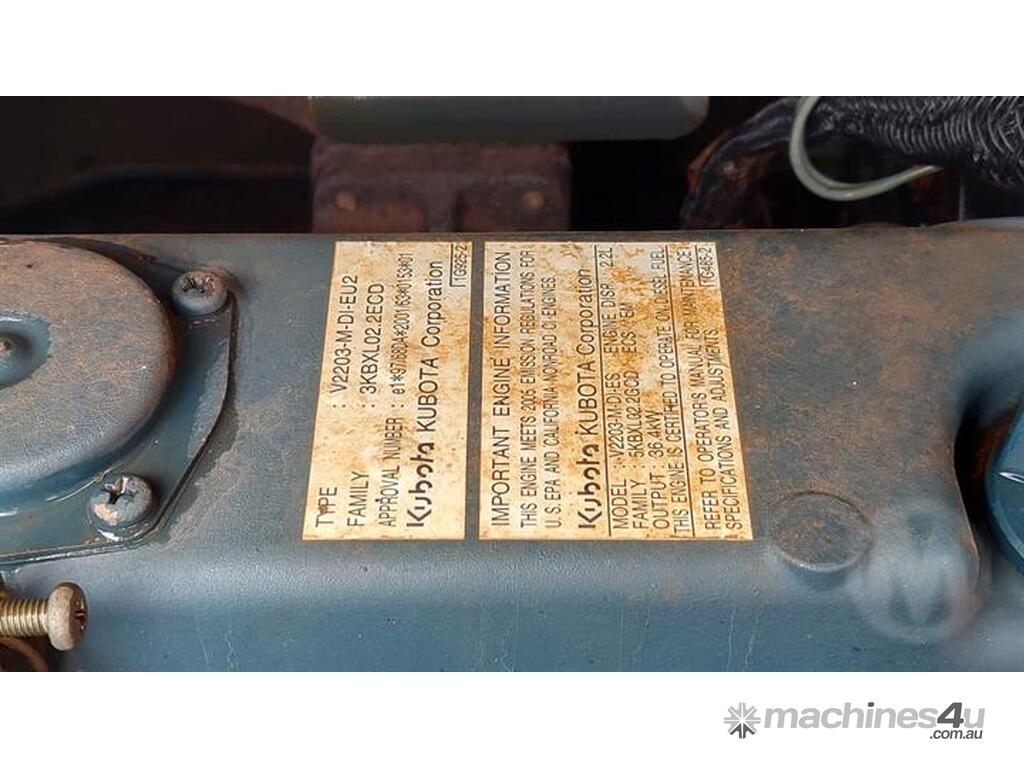 TYPE : V2203-M-DI-EU2
FAMILY : 3KBXL02.2ECD
APPROVAL NUMBER :
Kubota KUBOTA Corporation
IMPORTANT ENGINE INFORMATION
THIS ENGINE MEETS 2005 EMISSION REGULATIONS FOR
U.S. EPA AND CALIFORNIA NONROAD CI ENGINES.
Kubota KUBOTA Corporation
MODEL : V2203-M-DI-ES ENGINE DISP. 2.2L
FAMILY : 5KBXL02.2GCD ECS : EM
OUTPUT : 36.4kW
THIS ENGINE IS CERTIFIED TO OPERATE ON DIESEL FUEL.
REFER TO OPERATOR'S MANUAL FOR MAINTENANCE
SPECIFICATIONS AND ADJUSTMENTS.
machines4u
.com.au